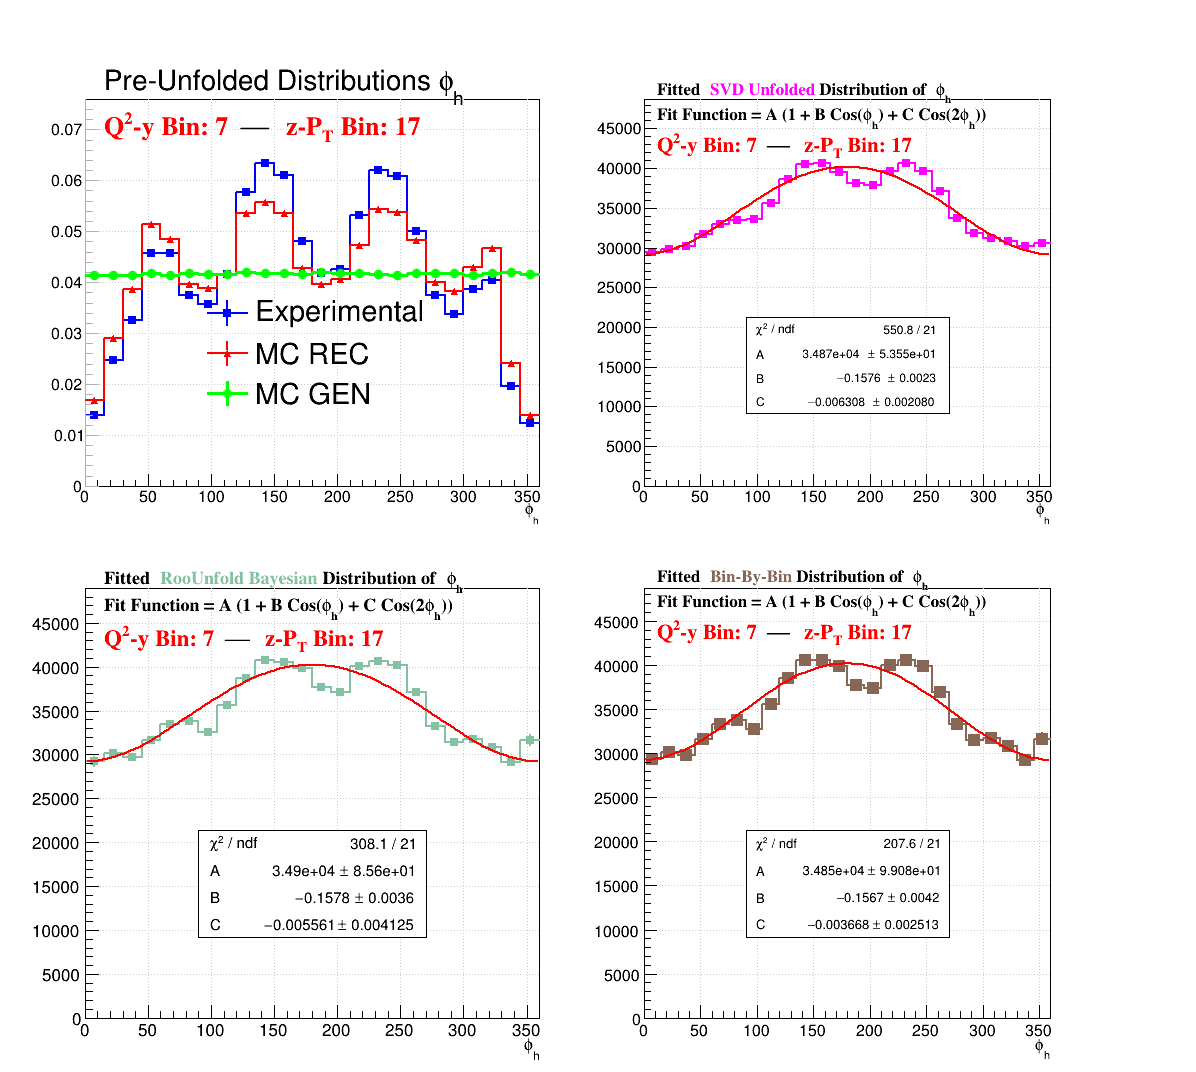 Pre-Unfolded Distributions ϕh
Q²-y Bin: 7 — z-PT Bin: 17
0.07
0.06
0.05
0.04
0.03
0.02
0.01
0
Experimental
MC REC
MC GEN
0 50 100 150 200 250 300 350
ϕh
Fitted SVD Unfolded Distribution of ϕh
Fit Function = A (1 + B Cos(ϕh) + C Cos(2ϕh))
Q²-y Bin: 7 — z-PT Bin: 17
45000
40000
35000
30000
25000
20000
15000
10000
5000
0
χ² / ndf 550.8 / 21
A 3.487e+04 ± 5.355e+01
B −0.1576 ± 0.0023
C −0.006308 ± 0.002080
0 50 100 150 200 250 300 350
ϕh
Fitted RooUnfold Bayesian Distribution of ϕh
Fit Function = A (1 + B Cos(ϕh) + C Cos(2ϕh))
Q²-y Bin: 7 — z-PT Bin: 17
45000
40000
35000
30000
25000
20000
15000
10000
5000
0
χ² / ndf 308.1 / 21
A 3.49e+04 ± 8.56e+01
B −0.1578 ± 0.0036
C −0.005561 ± 0.004125
0 50 100 150 200 250 300 350
ϕh
Fitted Bin-By-Bin Distribution of ϕh
Fit Function = A (1 + B Cos(ϕh) + C Cos(2ϕh))
Q²-y Bin: 7 — z-PT Bin: 17
45000
40000
35000
30000
25000
20000
15000
10000
5000
0
χ² / ndf 207.6 / 21
A 3.485e+04 ± 9.908e+01
B −0.1567 ± 0.0042
C −0.003668 ± 0.002513
0 50 100 150 200 250 300 350
ϕh